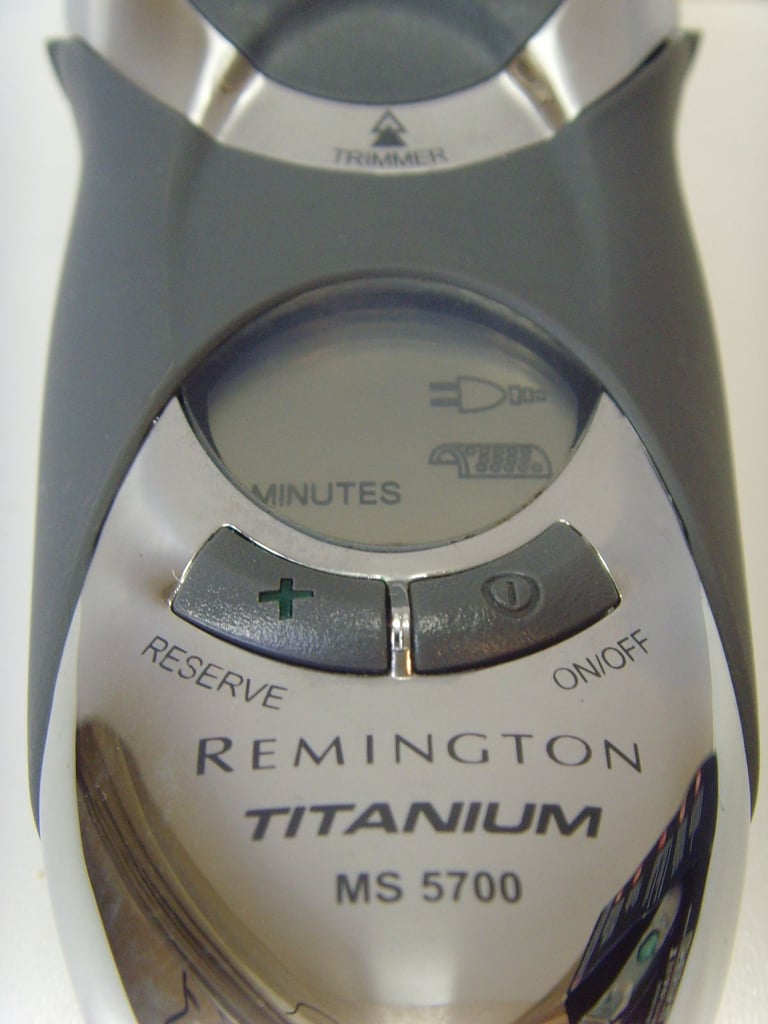 TRIMMER
MINUTES
RESERVE
ON/OFF
REMINGTON
TITANIUM
MS 5700